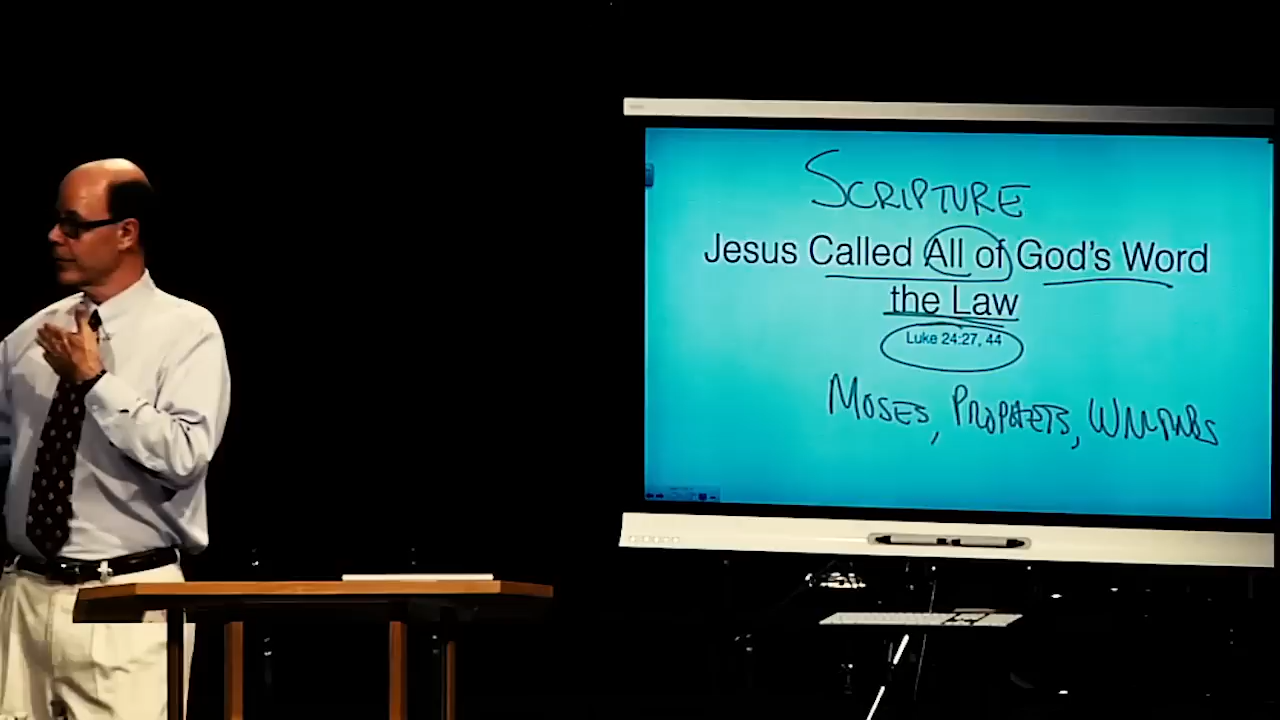 SCRIPTURE
Jesus Called All of God's Word
the Law
Luke 24:27, 44
MOSES, PROPHETS, WRITINGS